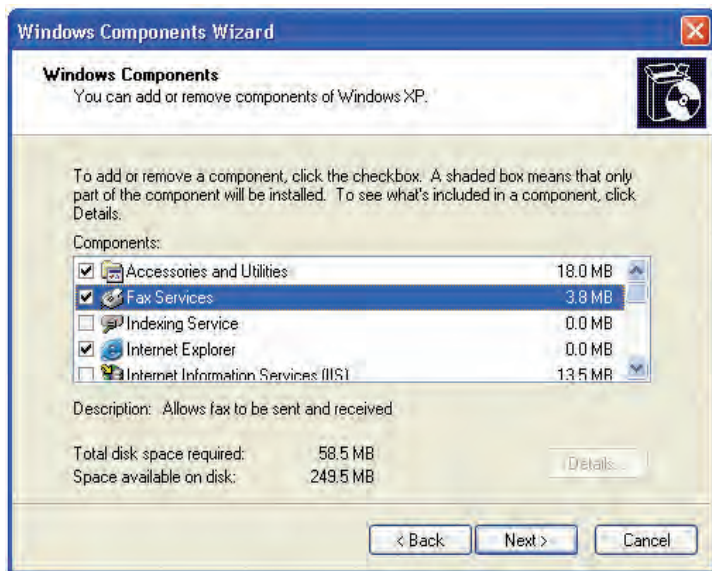 Windows Components Wizard
Windows Components
You can add or remove components of Windows XP.
To add or remove a component, click the checkbox. A shaded box means that only
part of the component will be installed. To see what's included in a component, click
Details.
Components:
Accessories and Utilities 18.0 MB
Fax Services 3.8 MB
Indexing Service 0.0 MB
Internet Explorer 0.0 MB
Internet Information Services (IIS) 13.5 MB
Description: Allows fax to be sent and received
Total disk space required: 58.5 MB
Space available on disk: 249.5 MB
Details...
< Back Next > Cancel